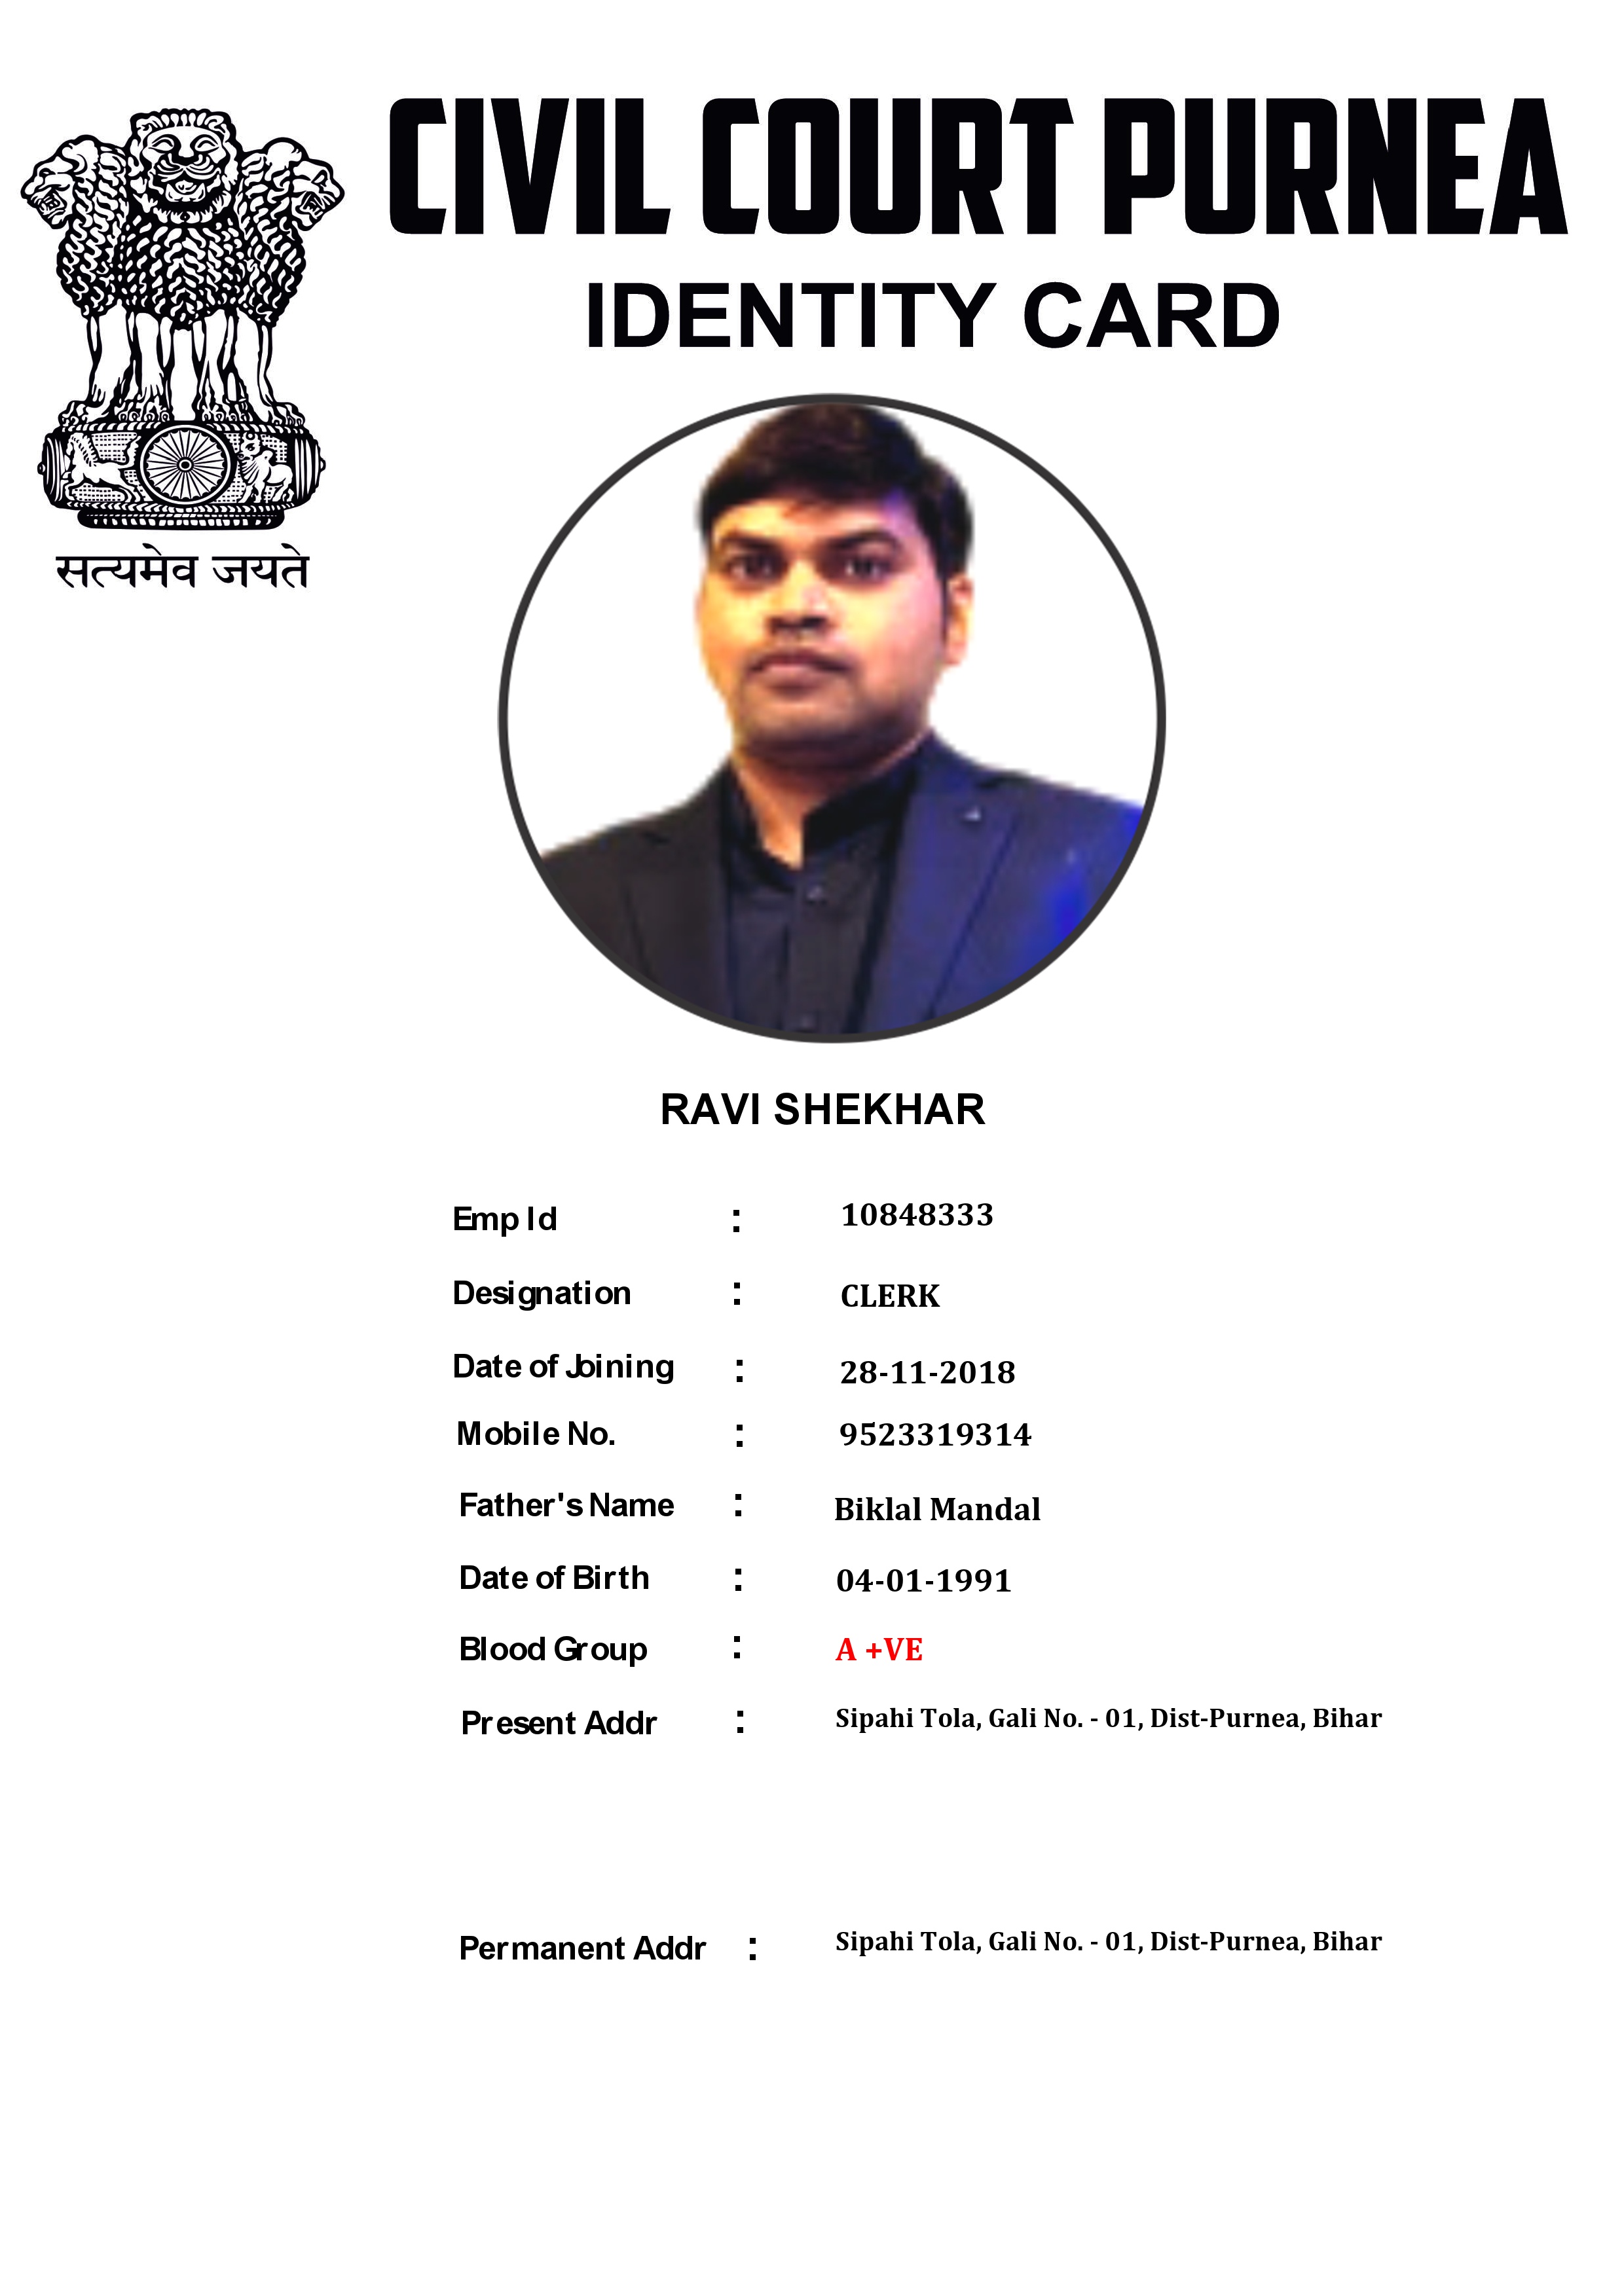 CIVIL COURT PURNEA
IDENTITY CARD
सत्यमेव जयते
RAVI SHEKHAR
Emp Id : 10848333
Designation : CLERK
Date of Joining : 28-11-2018
Mobile No. : 9523319314
Father's Name : Biklal Mandal
Date of Birth : 04-01-1991
Blood Group : A +VE
Present Addr : Sipahi Tola, Gali No. - 01, Dist-Purnea, Bihar
Permanent Addr : Sipahi Tola, Gali No. - 01, Dist-Purnea, Bihar